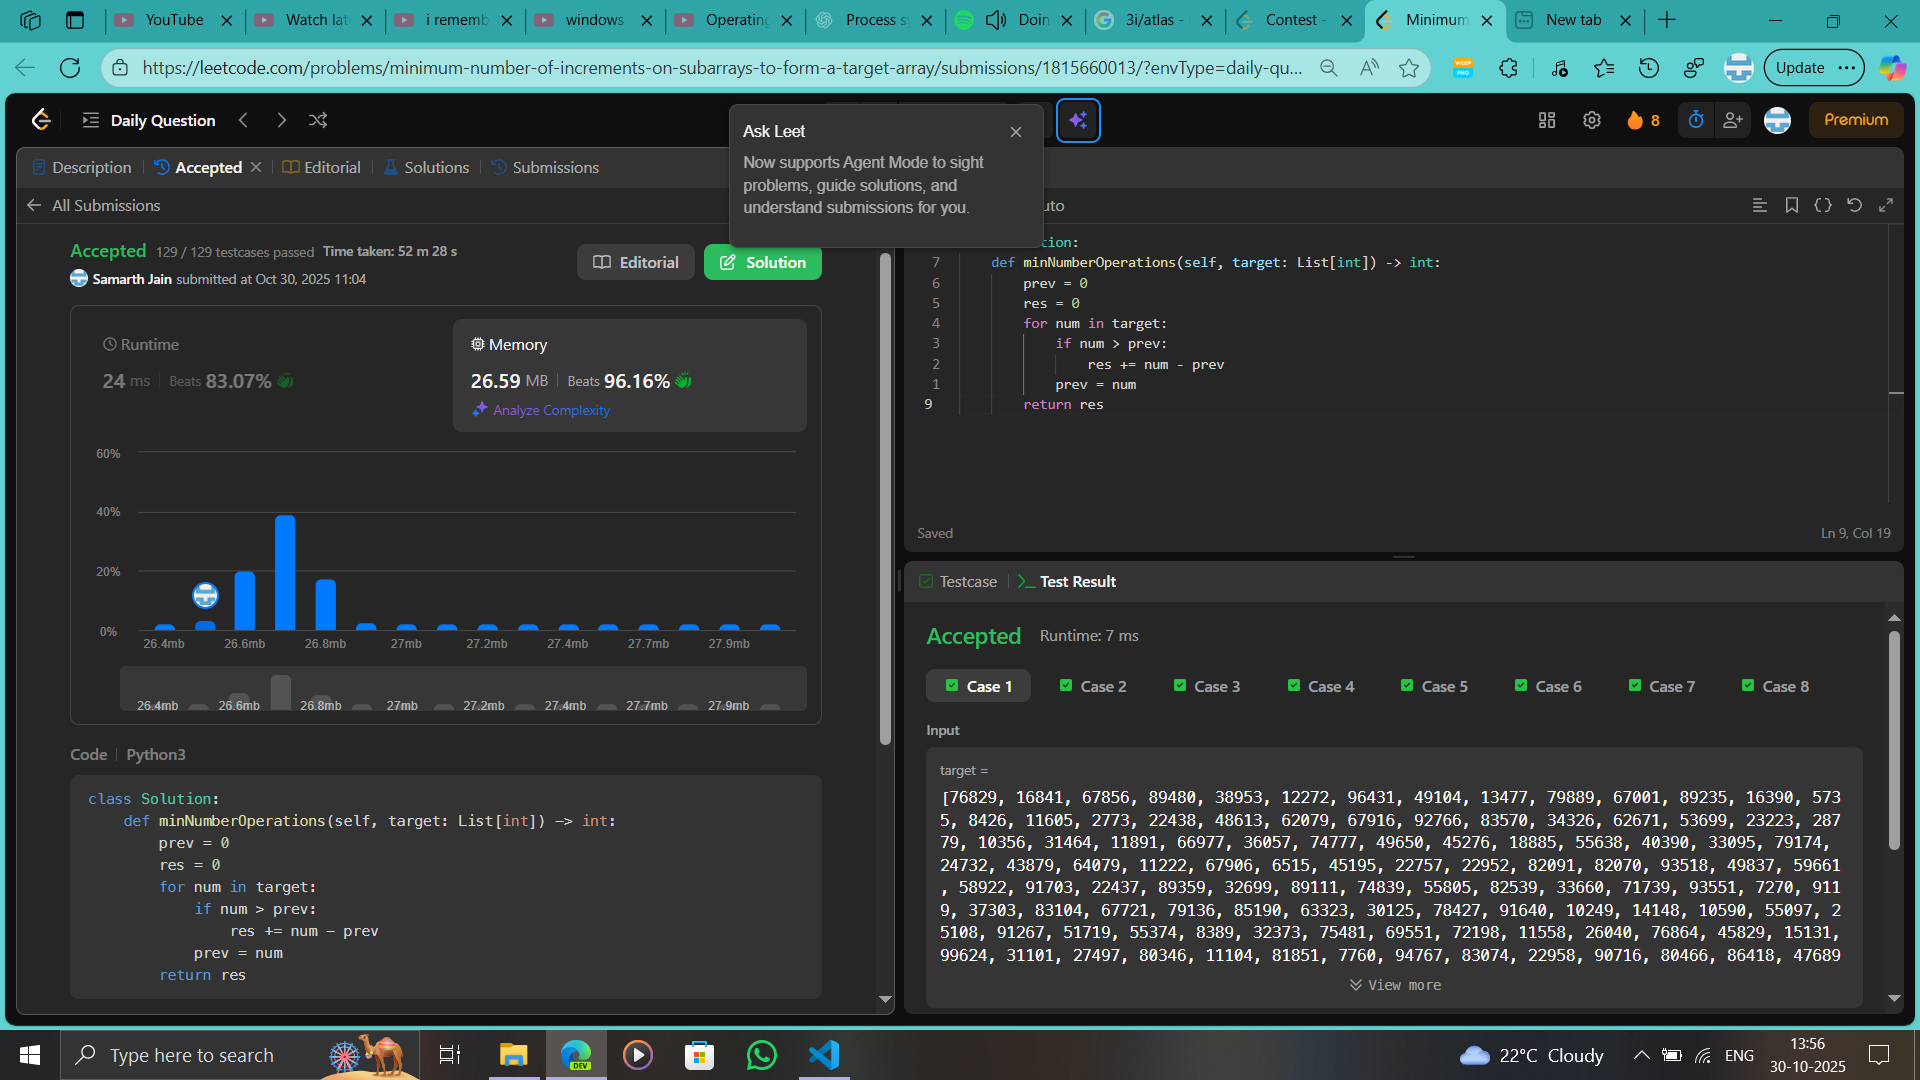 YouTube
Watch lat
i rememb
windows
Operating
Process s
Doin
3i/atlas -
Contest -
Minimum
New tab
https://leetcode.com/problems/minimum-number-of-increments-on-subarrays-to-form-a-target-array/submissions/1815660013/?envType=daily-qu...
WEBP
PNG
Update
Daily Question
8
Premium
Ask Leet
Now supports Agent Mode to sight
problems, guide solutions, and
understand submissions for you.
Description
Accepted
Editorial
Solutions
Submissions
All Submissions
Accepted 129 / 129 testcases passed Time taken: 52 m 28 s
Samarth Jain submitted at Oct 30, 2025 11:04
Editorial
Solution
Runtime
24 ms Beats 83.07%
Memory
26.59 MB Beats 96.16%
Analyze Complexity
60%
40%
20%
0%
26.4mb 26.6mb 26.8mb 27mb 27.2mb 27.4mb 27.7mb 27.9mb
26.4mb 26.6mb 26.8mb 27mb 27.2mb 27.4mb 27.7mb 27.9mb
Code Python3
class Solution:
def minNumberOperations(self, target: List[int]) -> int:
prev = 0
res = 0
for num in target:
if num > prev:
res += num - prev
prev = num
return res
uto
tion:
7 def minNumberOperations(self, target: List[int]) -> int:
6 prev = 0
5 res = 0
4 for num in target:
3 if num > prev:
2 res += num - prev
1 prev = num
9 return res
Saved
Ln 9, Col 19
Testcase
Test Result
Accepted Runtime: 7 ms
Case 1 Case 2 Case 3 Case 4 Case 5 Case 6 Case 7 Case 8
Input
target =
[76829, 16841, 67856, 89480, 38953, 12272, 96431, 49104, 13477, 79889, 67001, 89235, 16390, 573
5, 8426, 11605, 2773, 22438, 48613, 62079, 67916, 92766, 83570, 34326, 62671, 53699, 23223, 287
79, 10356, 31464, 11891, 66977, 36057, 74777, 49650, 45276, 18885, 55638, 40390, 33095, 79174,
24732, 43879, 64079, 11222, 67906, 6515, 45195, 22757, 22952, 82091, 82070, 93518, 49837, 59661
, 58922, 91703, 22437, 89359, 32699, 89111, 74839, 55805, 82539, 33660, 71739, 93551, 7270, 911
9, 37303, 83104, 67721, 79136, 85190, 63323, 30125, 78427, 91640, 10249, 14148, 10590, 55097, 2
5108, 91267, 51719, 55374, 8389, 32373, 75481, 69551, 72198, 11558, 26040, 76864, 45829, 15131,
99624, 31101, 27497, 80346, 11104, 81851, 7760, 94767, 83074, 22958, 90716, 80466, 86418, 47689
View more
Type here to search
DEV
22°C Cloudy
ENG
13:56
30-10-2025